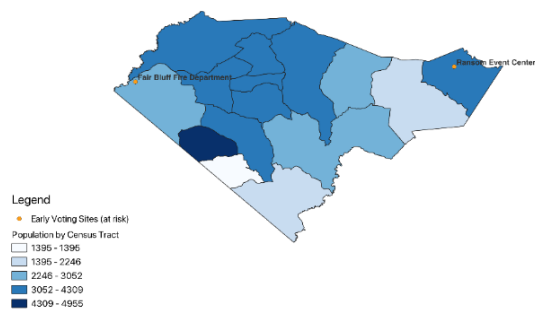 Ransom Event Center
Fair Bluff Fire Department
Legend
Early Voting Sites (at risk)
Population by Census Tract
1395 - 1395
1395 - 2246
2246 - 3052
3052 - 4309
4309 - 4955